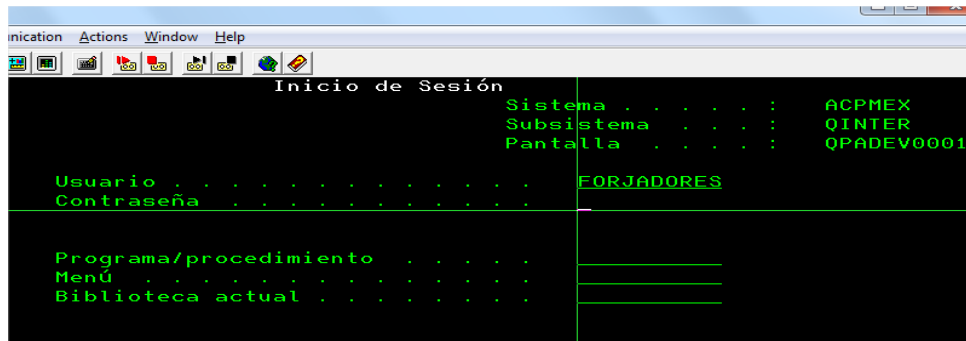 nication Actions Window Help
Inicio de Sesión
Sistema . . . . . : ACPMEX
Subsistema . . . : QINTER
Pantalla . . . . : QPADEV0001
Usuario . . . . . . . . . . . . . FORJADORES
Contraseña . . . . . . . . . . .
Programa/procedimiento . . . . .
Menú . . . . . . . . . . . . . .
Biblioteca actual . . . . . . . .